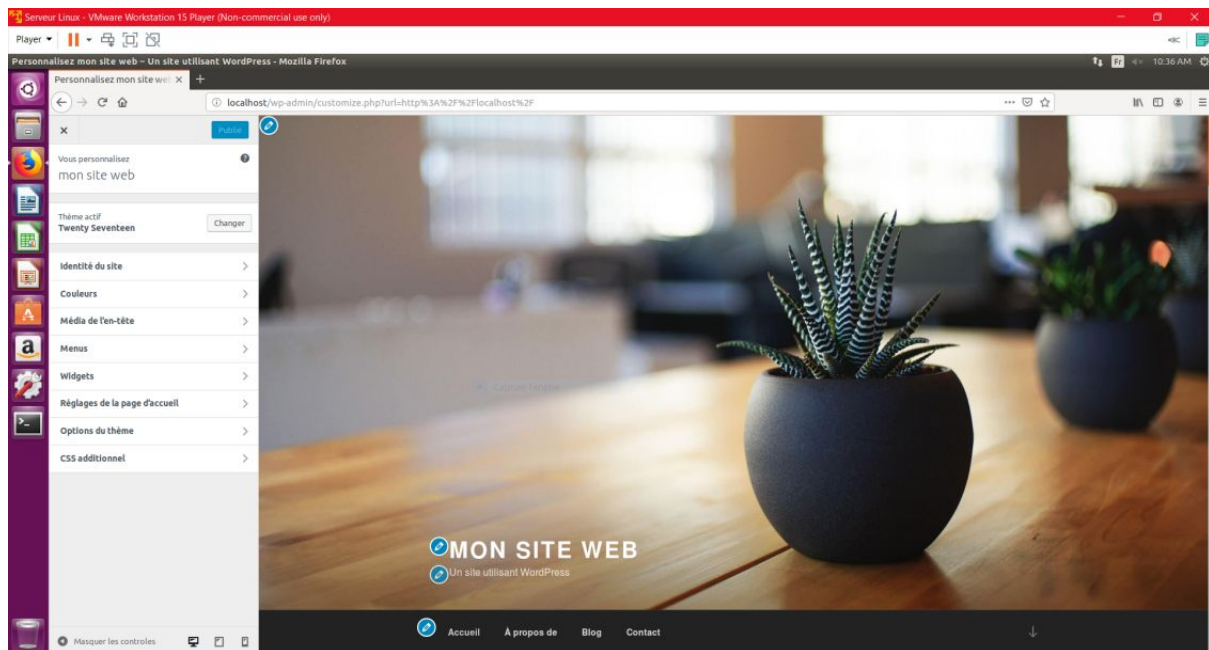 Serveur Linux - VMware Workstation 15 Player (Non-commercial use only)
Player
Personnalisez mon site web – Un site utilisant WordPress - Mozilla Firefox
Fr
10:36 AM
Personnalisez mon site web
localhost/wp-admin/customize.php?url=http%3A%2F%2Flocalhost%2F
Publié
Vous personnalisez
mon site web
Thème actif
Twenty Seventeen
Changer
Identité du site
Couleurs
Média de l'en-tête
Menus
Widgets
Réglages de la page d'accueil
Options du thème
CSS additionnel
Capture l'entête
MON SITE WEB
Un site utilisant WordPress
Accueil À propos de Blog Contact
Masquer les controles